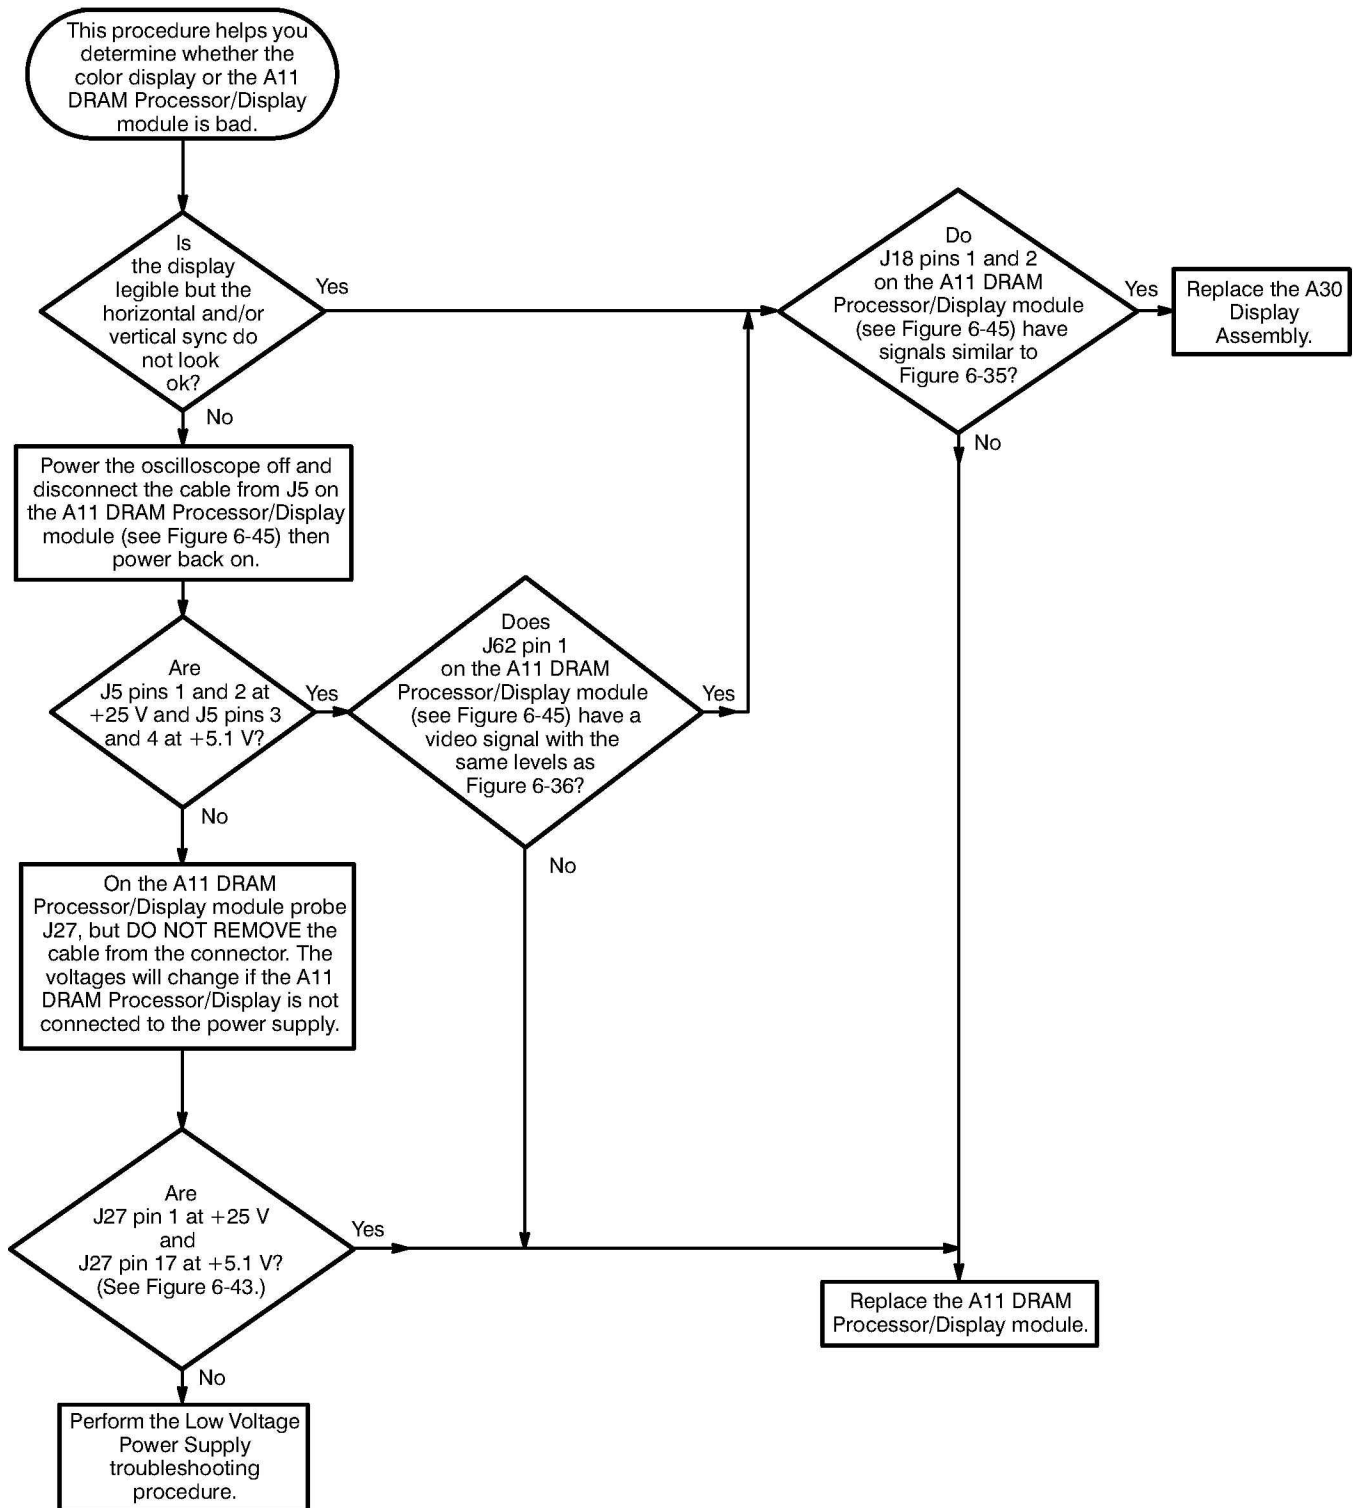 This procedure helps you
determine whether the
color display or the A11
DRAM Processor/Display
module is bad.
Is
the display
legible but the
horizontal and/or
vertical sync do
not look
ok?
Yes
No
Do
J18 pins 1 and 2
on the A11 DRAM
Processor/Display module
(see Figure 6-45) have
signals similar to
Figure 6-35?
Yes
No
Replace the A30
Display
Assembly.
Power the oscilloscope off and
disconnect the cable from J5 on
the A11 DRAM Processor/Display
module (see Figure 6-45) then
power back on.
Are
J5 pins 1 and 2 at
+25 V and J5 pins 3
and 4 at +5.1 V?
Yes
No
Does
J62 pin 1
on the A11 DRAM
Processor/Display module
(see Figure 6-45) have a
video signal with the
same levels as
Figure 6-36?
Yes
No
On the A11 DRAM
Processor/Display module probe
J27, but DO NOT REMOVE the
cable from the connector. The
voltages will change if the A11
DRAM Processor/Display is not
connected to the power supply.
Are
J27 pin 1 at +25 V
and
J27 pin 17 at +5.1 V?
(See Figure 6-43.)
Yes
No
Replace the A11 DRAM
Processor/Display module.
Perform the Low Voltage
Power Supply
troubleshooting
procedure.